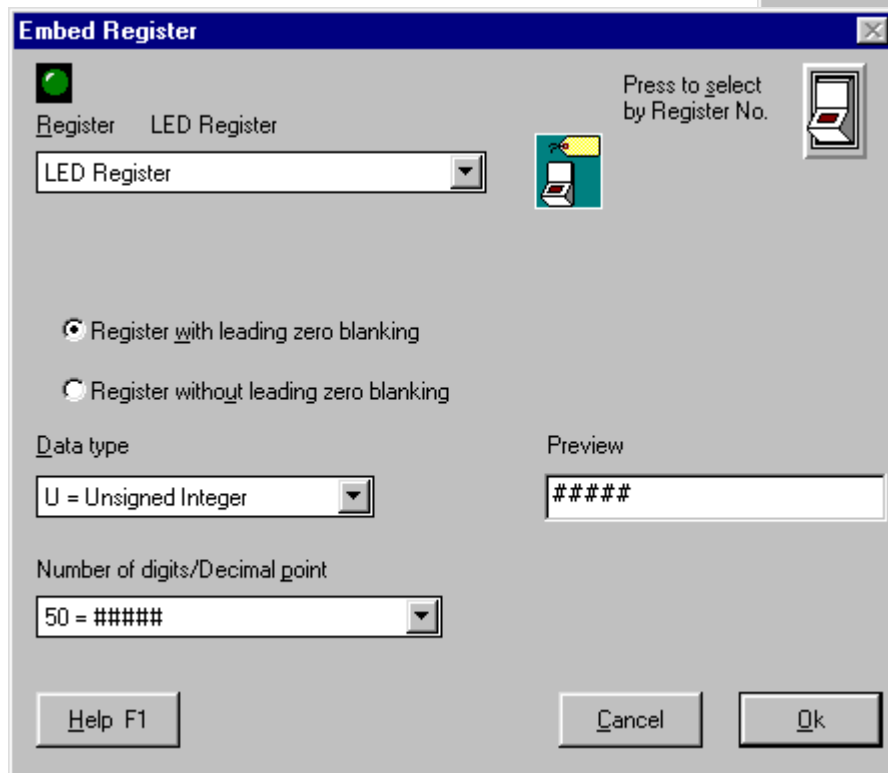 Embed Register
Press to select
by Register No.
Register LED Register
LED Register
Register with leading zero blanking
Register without leading zero blanking
Data type
Preview
U = Unsigned Integer
#####
Number of digits/Decimal point
50 = #####
Help F1
Cancel
Ok